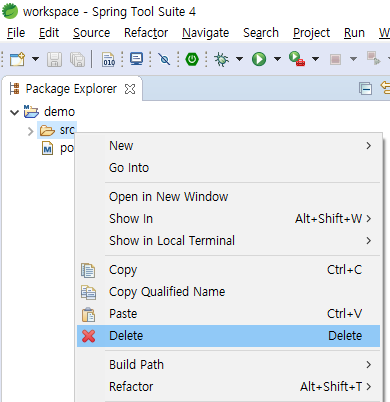 workspace - Spring Tool Suite 4
File Edit Source Refactor Navigate Search Project Run
Package Explorer
demo
src
New
Go Into
Open in New Window
Show In Alt+Shift+W
Show in Local Terminal
Copy Ctrl+C
Copy Qualified Name
Paste Ctrl+V
Delete Delete
Build Path
Refactor Alt+Shift+T